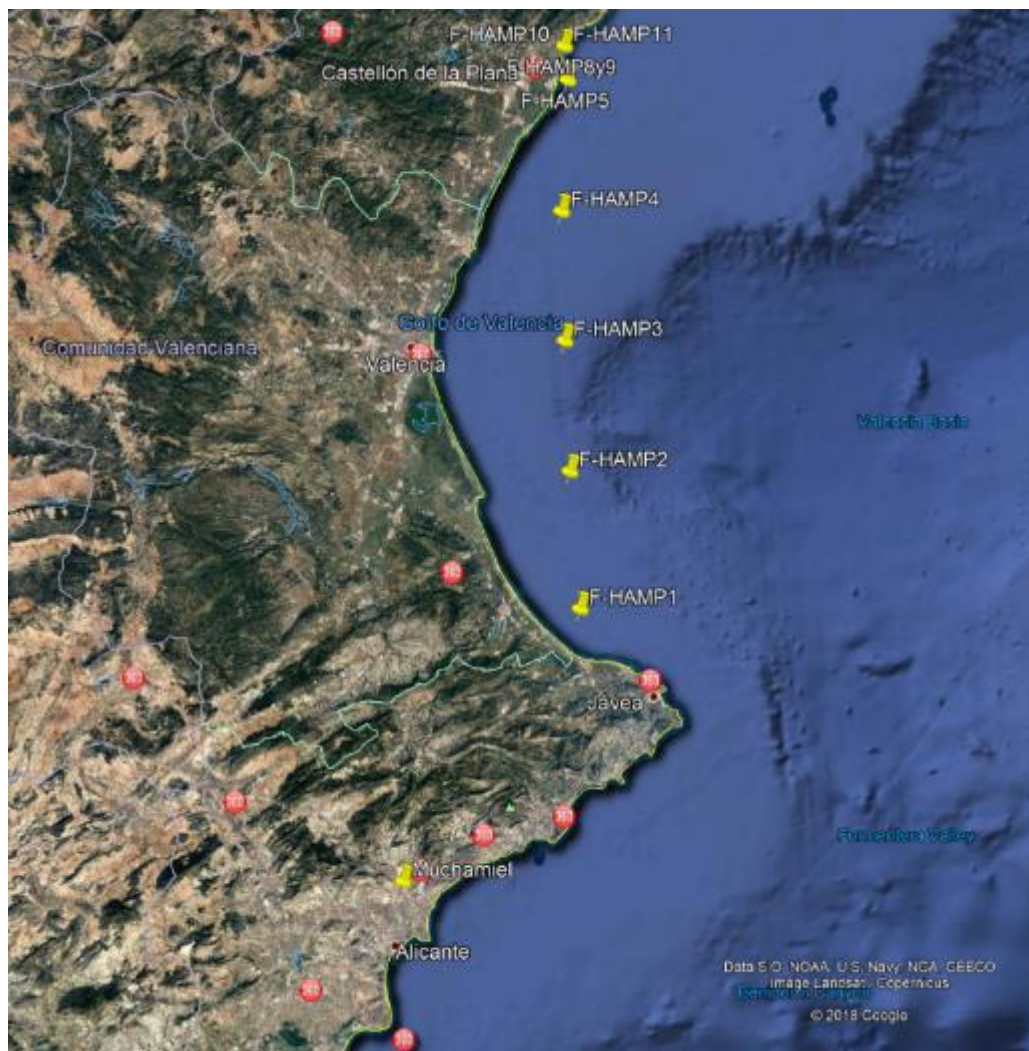 F-HAMP10
F-HAMP11
Castellón de la Plana
F-HAMP8y9
F-HAMP5
F-HAMP4
Golfo de Valencia
F-HAMP3
Comunidad Valenciana
Valencia
Valencia Basin
F-HAMP2
F-HAMP1
Jávea
Formentera Valley
Muchamiel
Alicante
Data SIO, NOAA, U.S. Navy, NGA, GEBCO
Image Landsat / Copernicus
© 2018 Google